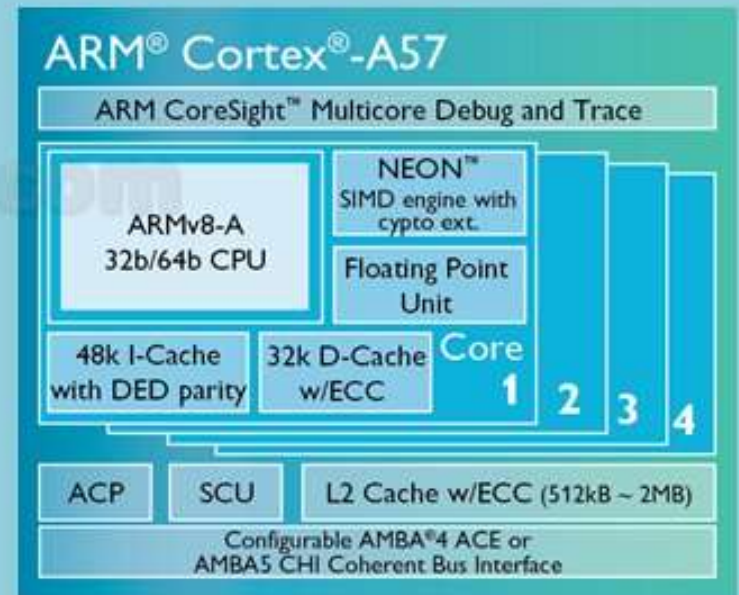 ARM® Cortex®-A57
ARM CoreSight™ Multicore Debug and Trace
ARMv8-A
32b/64b CPU
NEON™
SIMD engine with
cypto ext.
Floating Point
Unit
48k I-Cache
with DED parity
32k D-Cache
w/ECC
Core
1
2
3
4
ACP
SCU
L2 Cache w/ECC (512kB ~ 2MB)
Configurable AMBA®4 ACE or
AMBA5 CHI Coherent Bus Interface